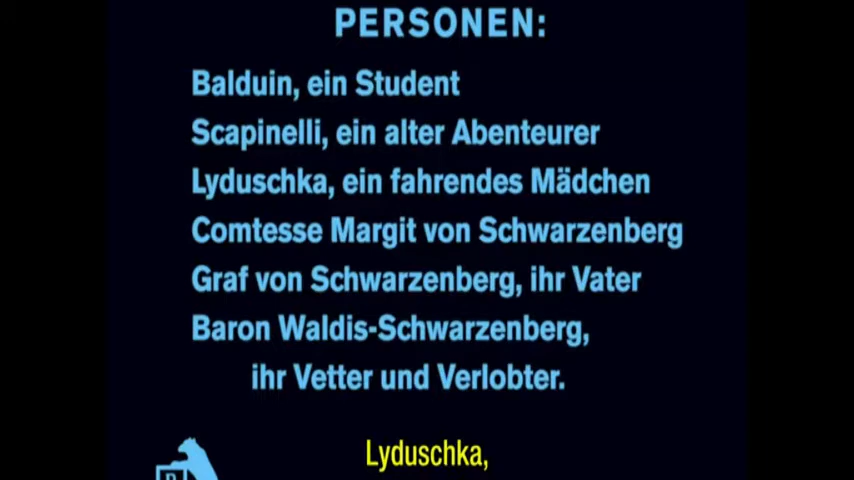 PERSONEN:
Balduin, ein Student
Scapinelli, ein alter Abenteurer
Lyduschka, ein fahrendes Mädchen
Comtesse Margit von Schwarzenberg
Graf von Schwarzenberg, ihr Vater
Baron Waldis-Schwarzenberg,
ihr Vetter und Verlobter.
Lyduschka,